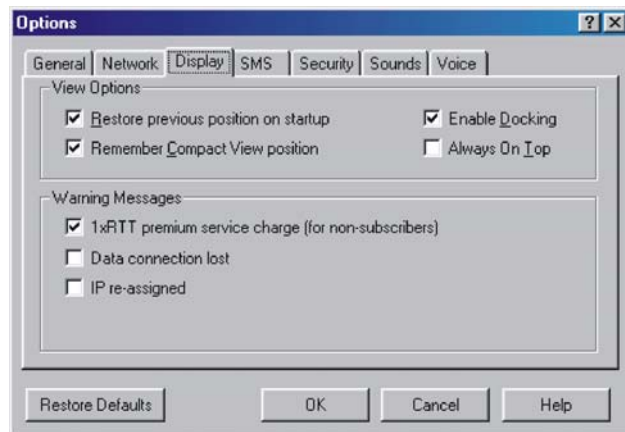 Options
General Network Display SMS Security Sounds Voice
View Options
Restore previous position on startup
Enable Docking
Remember Compact View position
Always On Top
Warning Messages
1xRTT premium service charge (for non-subscribers)
Data connection lost
IP re-assigned
Restore Defaults OK Cancel Help